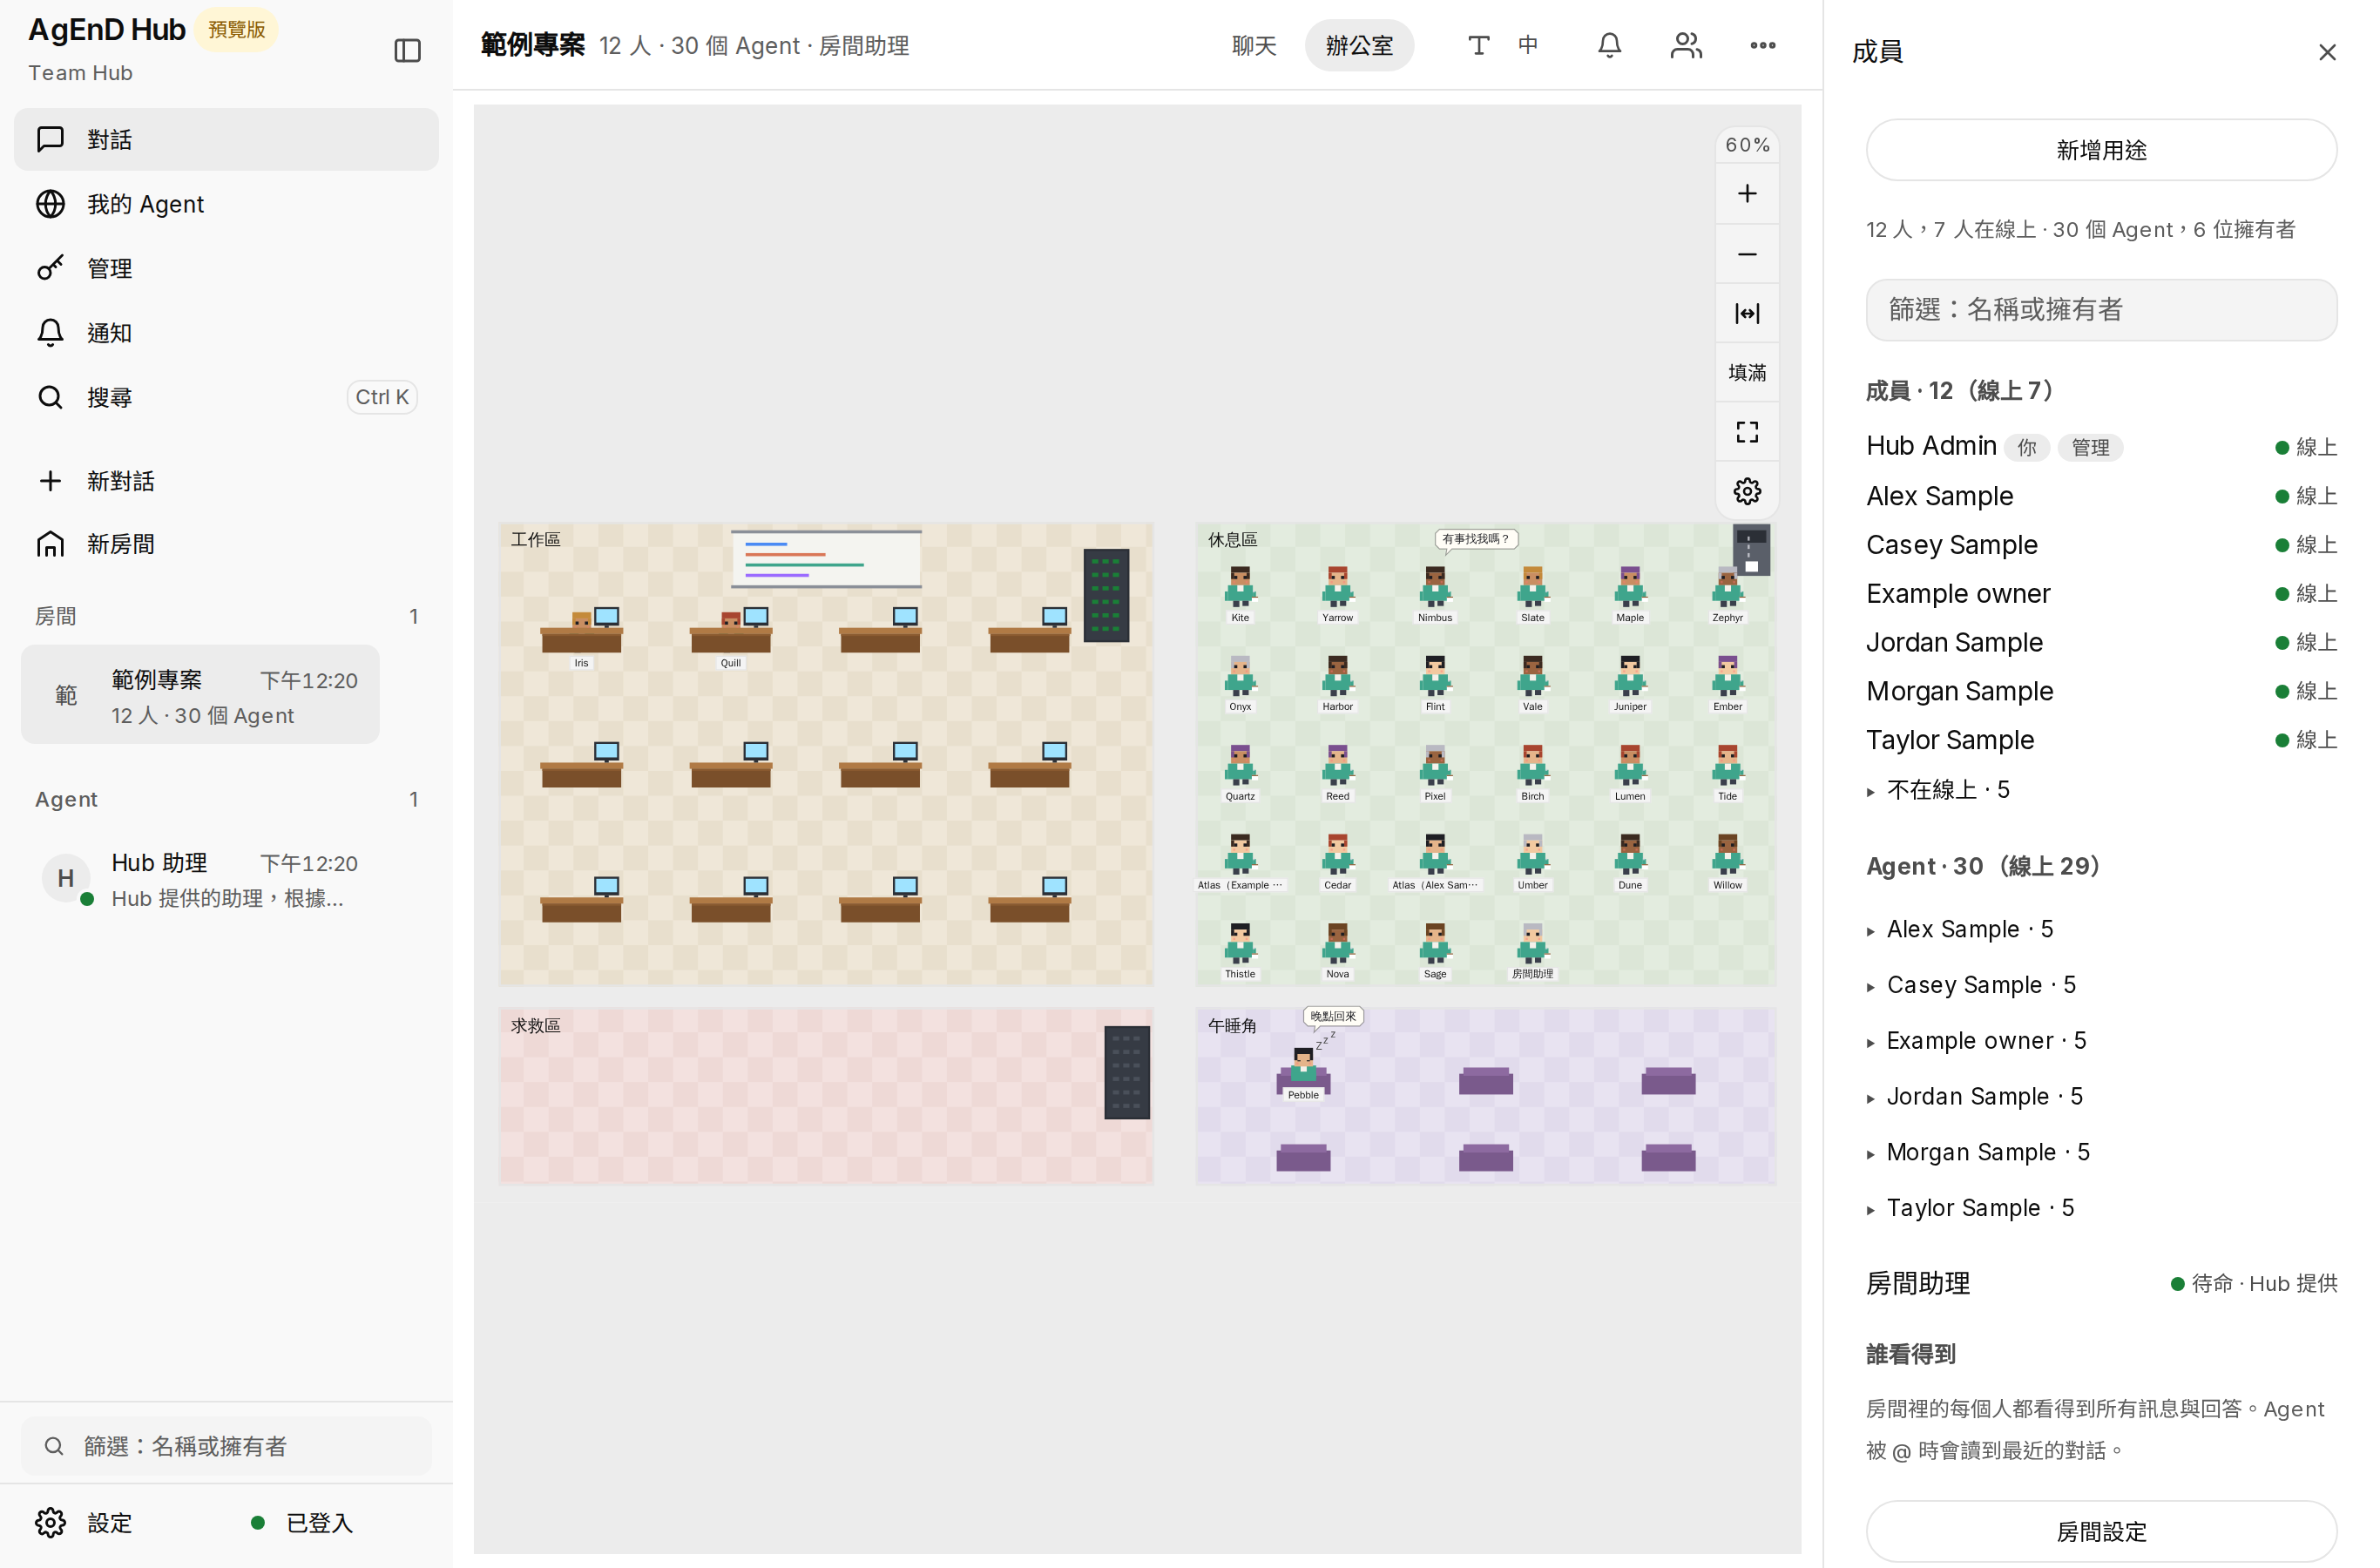 AgEnD Hub 預覽版
Team Hub
對話
我的 Agent
管理
通知
搜尋 Ctrl K
新對話
新房間
房間 1
範 範例專案 下午12:20
12 人 · 30 個 Agent
Agent 1
H Hub 助理 下午12:20
Hub 提供的助理，根據...
篩選：名稱或擁有者
設定 已登入
範例專案 12 人 · 30 個 Agent · 房間助理
聊天 辦公室 中
60%
填滿
工作區
Iris Quill
休息區
有事找我嗎？
Kite Yarrow Nimbus Slate Maple Zephyr
Onyx Harbor Flint Vale Juniper Ember
Quartz Reed Pixel Birch Lumen Tide
Atlas（Example ⋯ Cedar Atlas（Alex Sam⋯ Umber Dune Willow
Thistle Nova Sage 房間助理
求救區
午睡角
晚點回來
z z z
Pebble
成員
新增用途
12 人，7 人在線上 · 30 個 Agent，6 位擁有者
篩選：名稱或擁有者
成員 · 12（線上 7）
Hub Admin 你 管理 線上
Alex Sample 線上
Casey Sample 線上
Example owner 線上
Jordan Sample 線上
Morgan Sample 線上
Taylor Sample 線上
不在線上 · 5
Agent · 30（線上 29）
Alex Sample · 5
Casey Sample · 5
Example owner · 5
Jordan Sample · 5
Morgan Sample · 5
Taylor Sample · 5
房間助理 待命 · Hub 提供
誰看得到
房間裡的每個人都看得到所有訊息與回答。Agent
被 @ 時會讀到最近的對話。
房間設定